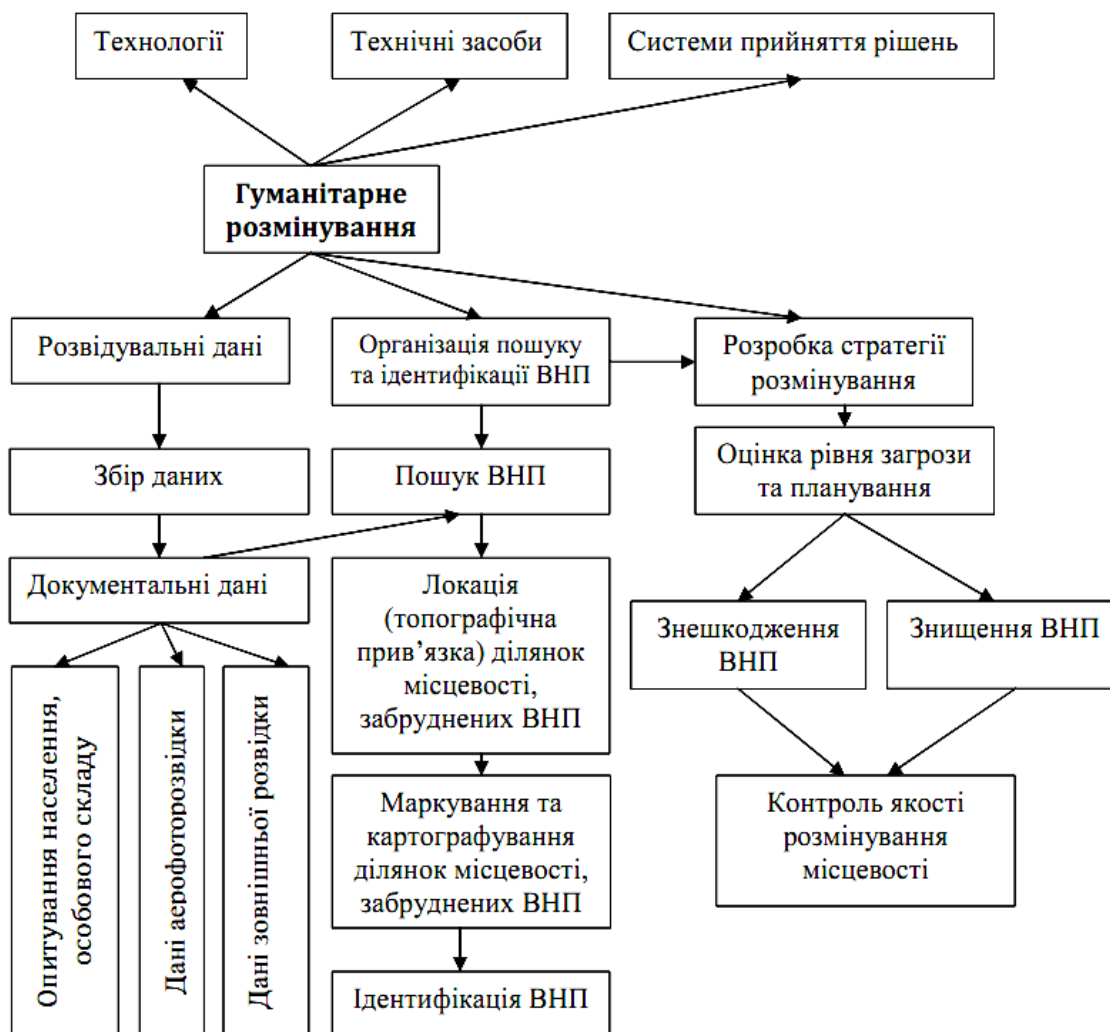 Технології
Технічні засоби
Системи прийняття рішень
Гуманітарне
розмінування
Розвідувальні дані
Організація пошуку
та ідентифікації ВНП
Розробка стратегії
розмінування
Збір даних
Пошук ВНП
Оцінка рівня загрози
та планування
Документальні дані
Локація
(топографічна
прив’язка) ділянок
місцевості,
забруднених ВНП
Знешкодження
ВНП
Знищення ВНП
Опитування населення,
особового складу
Дані аерофоторозвідки
Дані зовнішньої розвідки
Маркування та
картографування
ділянок місцевості,
забруднених ВНП
Контроль якості
розмінування
місцевості
Ідентифікація ВНП